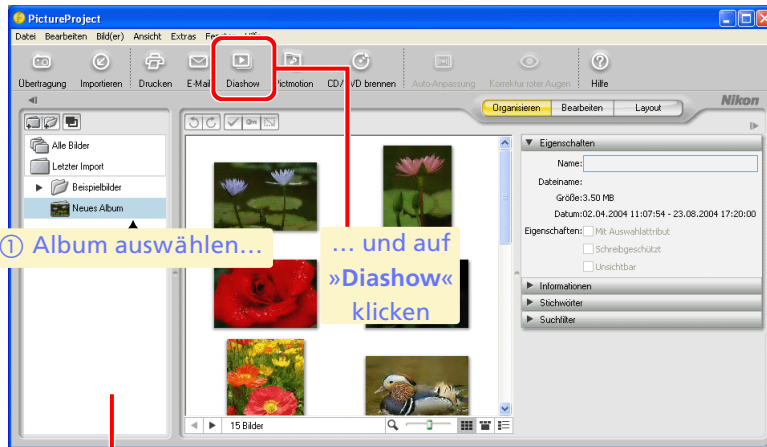 PictureProject
Datei Bearbeiten Bild(er) Ansicht Extras Fenster Hilfe
Übertragung Importieren Drucken E-Mail Diashow Pictmotion CD/DVD brennen Auto-Anpassung Korrektur roter Augen Hilfe
Organisieren Bearbeiten Layout Nikon
Alle Bilder
Letzter Import
Beispielbilder
Neues Album
① Album auswählen...
... und auf
»Diashow«
klicken
Eigenschaften
Name:
Dateiname:
Größe:3.50 MB
Datum:02.04.2004 11:07:54 - 23.08.2004 17:20:00
Eigenschaften: Mit Auswahlattribut
Schreibgeschützt
Unsichtbar
Informationen
Stichwörter
Suchfilter
15 Bilder